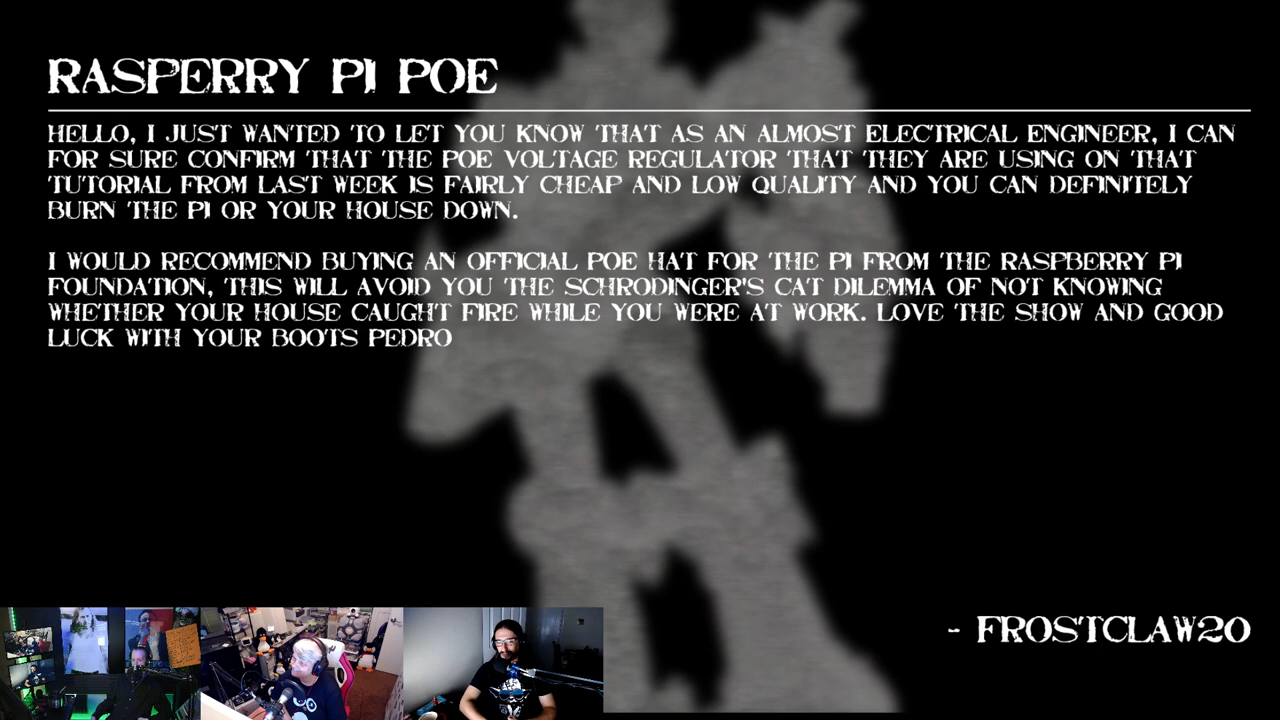 RASPERRY PI POE
HELLO, I JUST WANTED TO LET YOU KNOW THAT AS AN ALMOST ELECTRICAL ENGINEER, I CAN
FOR SURE CONFIRM THAT THE POE VOLTAGE REGULATOR THAT THEY ARE USING ON THAT
TUTORIAL FROM LAST WEEK IS FAIRLY CHEAP AND LOW QUALITY AND YOU CAN DEFINITELY
BURN THE PI OR YOUR HOUSE DOWN.
I WOULD RECOMMEND BUYING AN OFFICIAL POE HAT FOR THE PI FROM THE RASPBERRY PI
FOUNDATION, THIS WILL AVOID YOU THE SCHRODINGER'S CAT DILEMMA OF NOT KNOWING
WHETHER YOUR HOUSE CAUGHT FIRE WHILE YOU WERE AT WORK. LOVE THE SHOW AND GOOD
LUCK WITH YOUR BOOTS PEDRO
- FROSTCLAW20